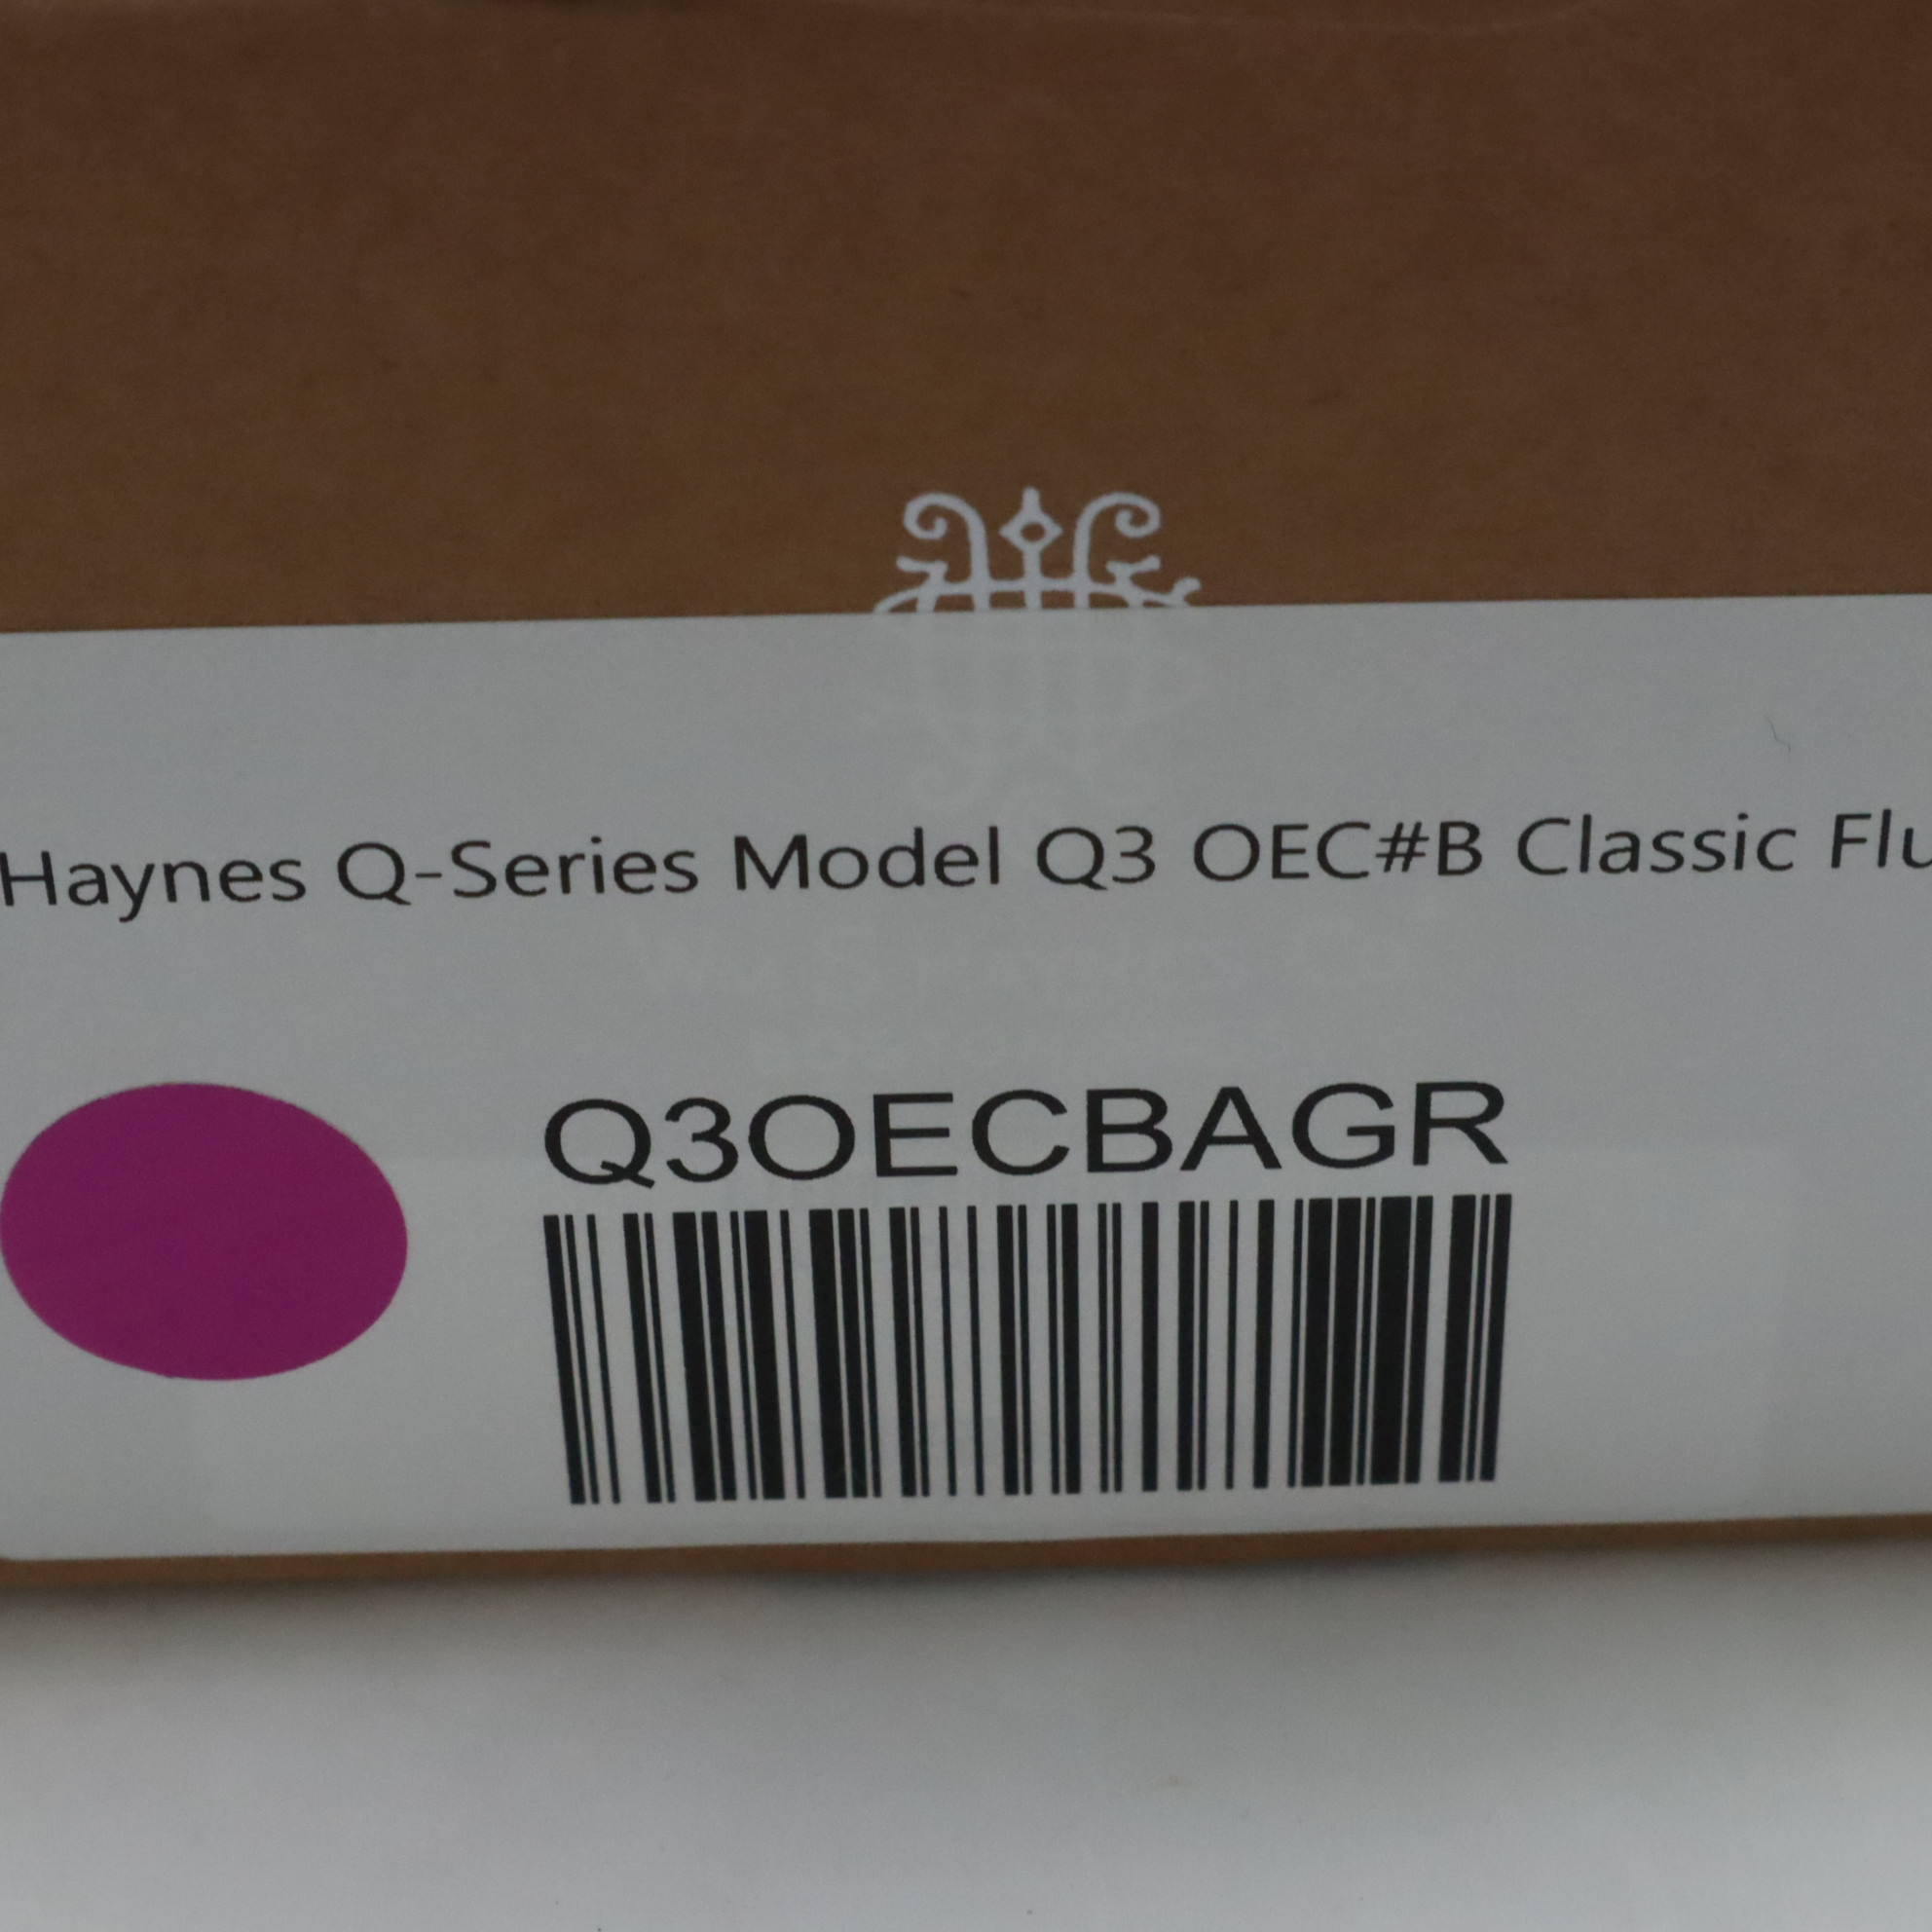 Haynes Q-Series Model Q3 OEC#B Classic Flu
Q3OECBAGR